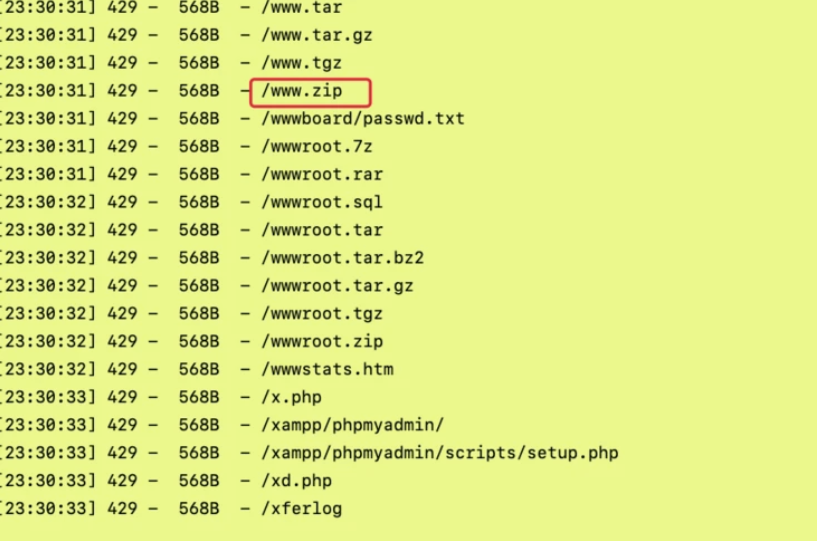 [23:30:31] 429 -  568B  - /www.tar
[23:30:31] 429 -  568B  - /www.tar.gz
[23:30:31] 429 -  568B  - /www.tgz
[23:30:31] 429 -  568B  - /www.zip
[23:30:31] 429 -  568B  - /wwwboard/passwd.txt
[23:30:31] 429 -  568B  - /wwwroot.7z
[23:30:31] 429 -  568B  - /wwwroot.rar
[23:30:32] 429 -  568B  - /wwwroot.sql
[23:30:32] 429 -  568B  - /wwwroot.tar
[23:30:32] 429 -  568B  - /wwwroot.tar.bz2
[23:30:32] 429 -  568B  - /wwwroot.tar.gz
[23:30:32] 429 -  568B  - /wwwroot.tgz
[23:30:32] 429 -  568B  - /wwwroot.zip
[23:30:32] 429 -  568B  - /wwwstats.htm
[23:30:33] 429 -  568B  - /x.php
[23:30:33] 429 -  568B  - /xampp/phpmyadmin/
[23:30:33] 429 -  568B  - /xampp/phpmyadmin/scripts/setup.php
[23:30:33] 429 -  568B  - /xd.php
[23:30:33] 429 -  568B  - /xferlog